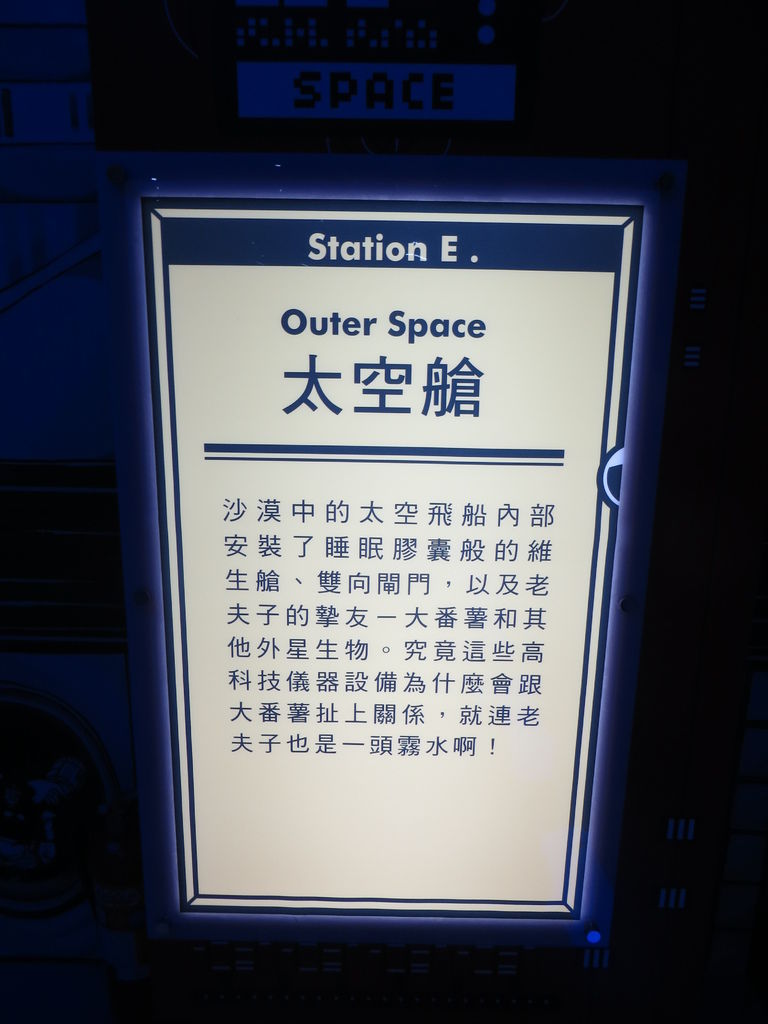 SPACE
Station E .
Outer Space
太空艙
沙漠中的太空飛船內部
安裝了睡眠膠囊般的維
生艙、雙向閘門，以及老
夫子的摯友－大番薯和其
他外星生物。究竟這些高
科技儀器設備為什麼會跟
大番薯扯上關係，就連老
夫子也是一頭霧水啊！